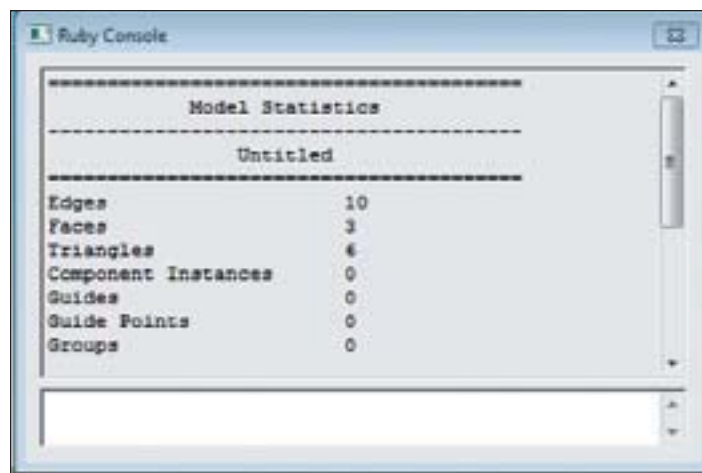 Ruby Console
========================================
Model Statistics
----------------------------------------
Untitled
========================================
Edges 10
Faces 3
Triangles 6
Component Instances 0
Guides 0
Guide Points 0
Groups 0